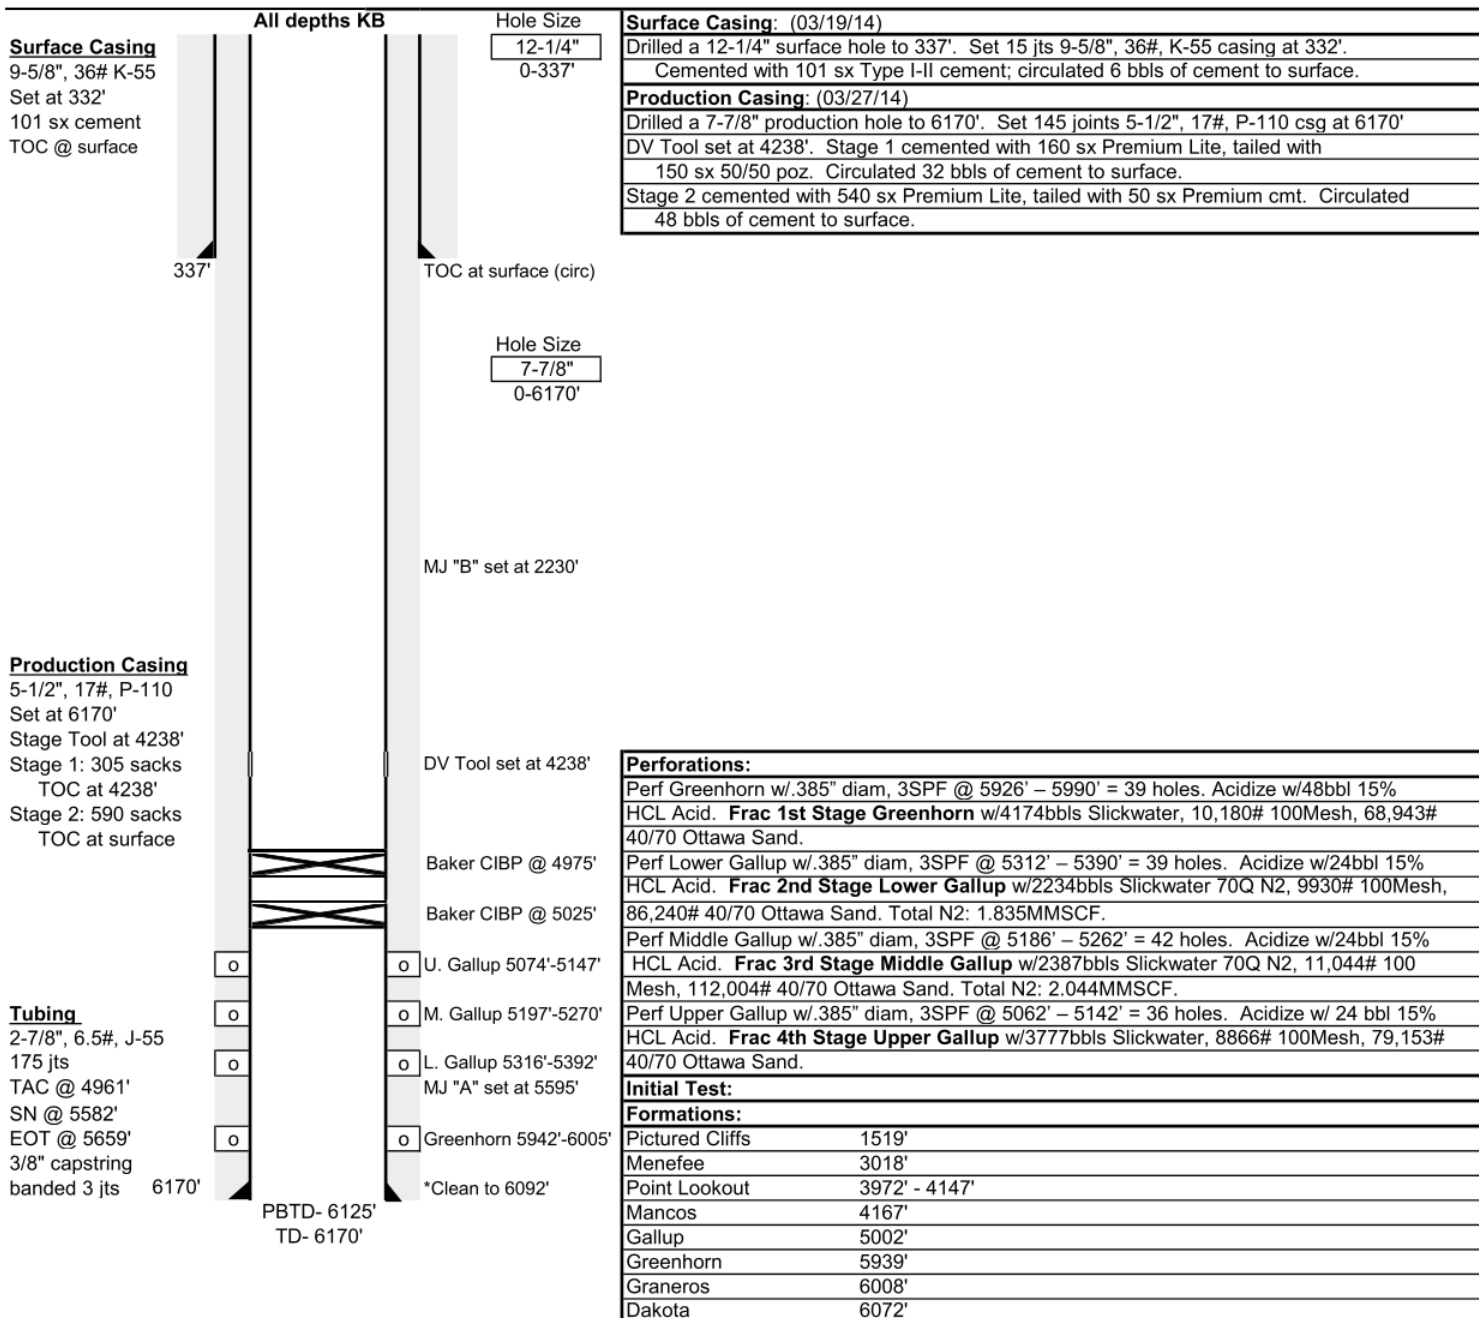 All depths KB
Surface Casing
9-5/8", 36# K-55
Set at 332'
101 sx cement
TOC @ surface
337'
TOC at surface (circ)
Hole Size
12-1/4"
0-337'
Hole Size
7-7/8"
0-6170'
MJ "B" set at 2230'
Production Casing
5-1/2", 17#, P-110
Set at 6170'
Stage Tool at 4238'
Stage 1: 305 sacks
TOC at 4238'
Stage 2: 590 sacks
TOC at surface
DV Tool set at 4238'
Baker CIBP @ 4975'
Baker CIBP @ 5025'
o o U. Gallup 5074'-5147'
o o M. Gallup 5197'-5270'
o o L. Gallup 5316'-5392'
MJ "A" set at 5595'
o o Greenhorn 5942'-6005'
*Clean to 6092'
Tubing
2-7/8", 6.5#, J-55
175 jts
TAC @ 4961'
SN @ 5582'
EOT @ 5659'
3/8" capstring
banded 3 jts 6170'
PBTD- 6125'
TD- 6170'
Surface Casing: (03/19/14)
Drilled a 12-1/4" surface hole to 337'. Set 15 jts 9-5/8", 36#, K-55 casing at 332'.
Cemented with 101 sx Type I-II cement; circulated 6 bbls of cement to surface.
Production Casing: (03/27/14)
Drilled a 7-7/8" production hole to 6170'. Set 145 joints 5-1/2", 17#, P-110 csg at 6170'
DV Tool set at 4238'. Stage 1 cemented with 160 sx Premium Lite, tailed with
150 sx 50/50 poz. Circulated 32 bbls of cement to surface.
Stage 2 cemented with 540 sx Premium Lite, tailed with 50 sx Premium cmt. Circulated
48 bbls of cement to surface.
Perforations:
Perf Greenhorn w/.385” diam, 3SPF @ 5926’ – 5990’ = 39 holes. Acidize w/48bbl 15%
HCL Acid. Frac 1st Stage Greenhorn w/4174bbls Slickwater, 10,180# 100Mesh, 68,943#
40/70 Ottawa Sand.
Perf Lower Gallup w/.385” diam, 3SPF @ 5312’ – 5390’ = 39 holes. Acidize w/24bbl 15%
HCL Acid. Frac 2nd Stage Lower Gallup w/2234bbls Slickwater 70Q N2, 9930# 100Mesh,
86,240# 40/70 Ottawa Sand. Total N2: 1.835MMSCF.
Perf Middle Gallup w/.385” diam, 3SPF @ 5186’ – 5262’ = 42 holes. Acidize w/24bbl 15%
HCL Acid. Frac 3rd Stage Middle Gallup w/2387bbls Slickwater 70Q N2, 11,044# 100
Mesh, 112,004# 40/70 Ottawa Sand. Total N2: 2.044MMSCF.
Perf Upper Gallup w/.385” diam, 3SPF @ 5062’ – 5142’ = 36 holes. Acidize w/ 24 bbl 15%
HCL Acid. Frac 4th Stage Upper Gallup w/3777bbls Slickwater, 8866# 100Mesh, 79,153#
40/70 Ottawa Sand.
Initial Test:
Formations:
Pictured Cliffs 1519'
Menefee 3018'
Point Lookout 3972' - 4147'
Mancos 4167'
Gallup 5002'
Greenhorn 5939'
Graneros 6008'
Dakota 6072'